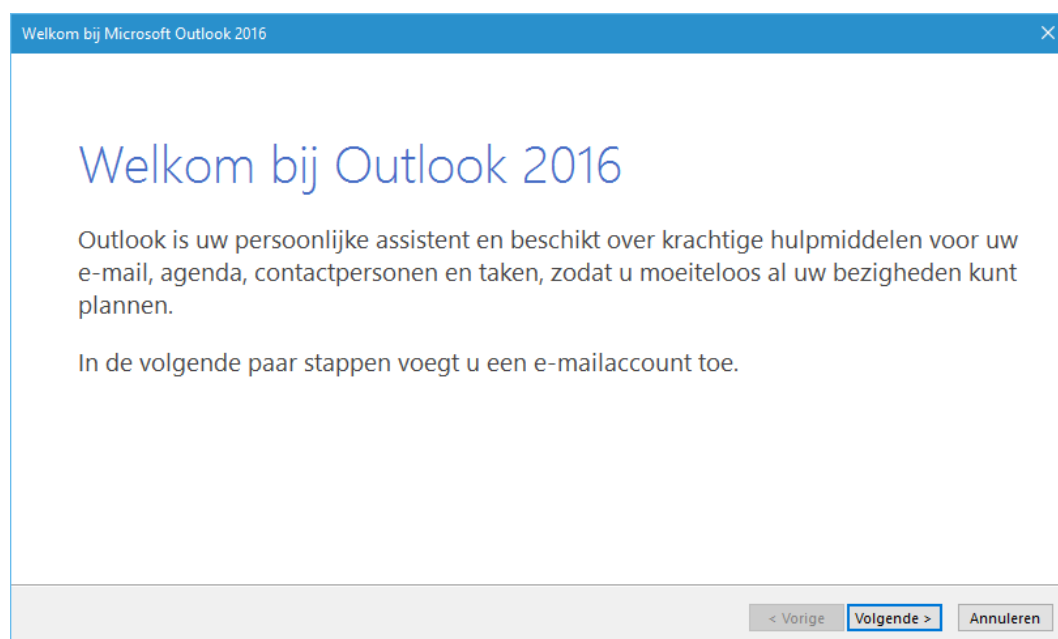 Welkom bij Microsoft Outlook 2016
Welkom bij Outlook 2016
Outlook is uw persoonlijke assistent en beschikt over krachtige hulpmiddelen voor uw
e-mail, agenda, contactpersonen en taken, zodat u moeiteloos al uw bezigheden kunt
plannen.
In de volgende paar stappen voegt u een e-mailaccount toe.
< Vorige Volgende > Annuleren